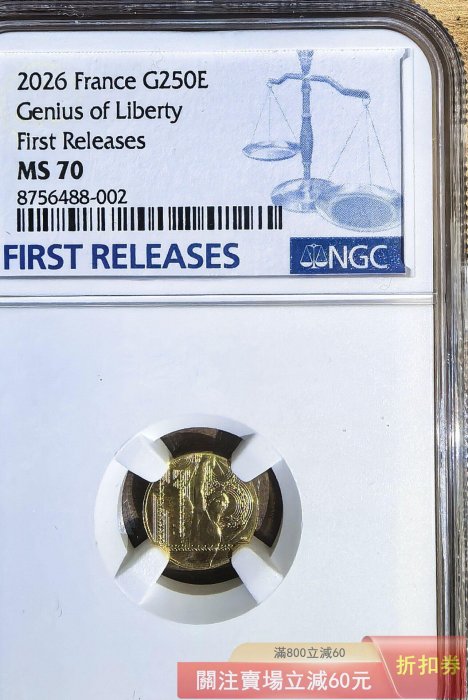 2026 France G250E
Genius of Liberty
First Releases
MS 70
8756488-002
FIRST RELEASES
NGC
滿800立減60
關注賣場立減60元
折扣券